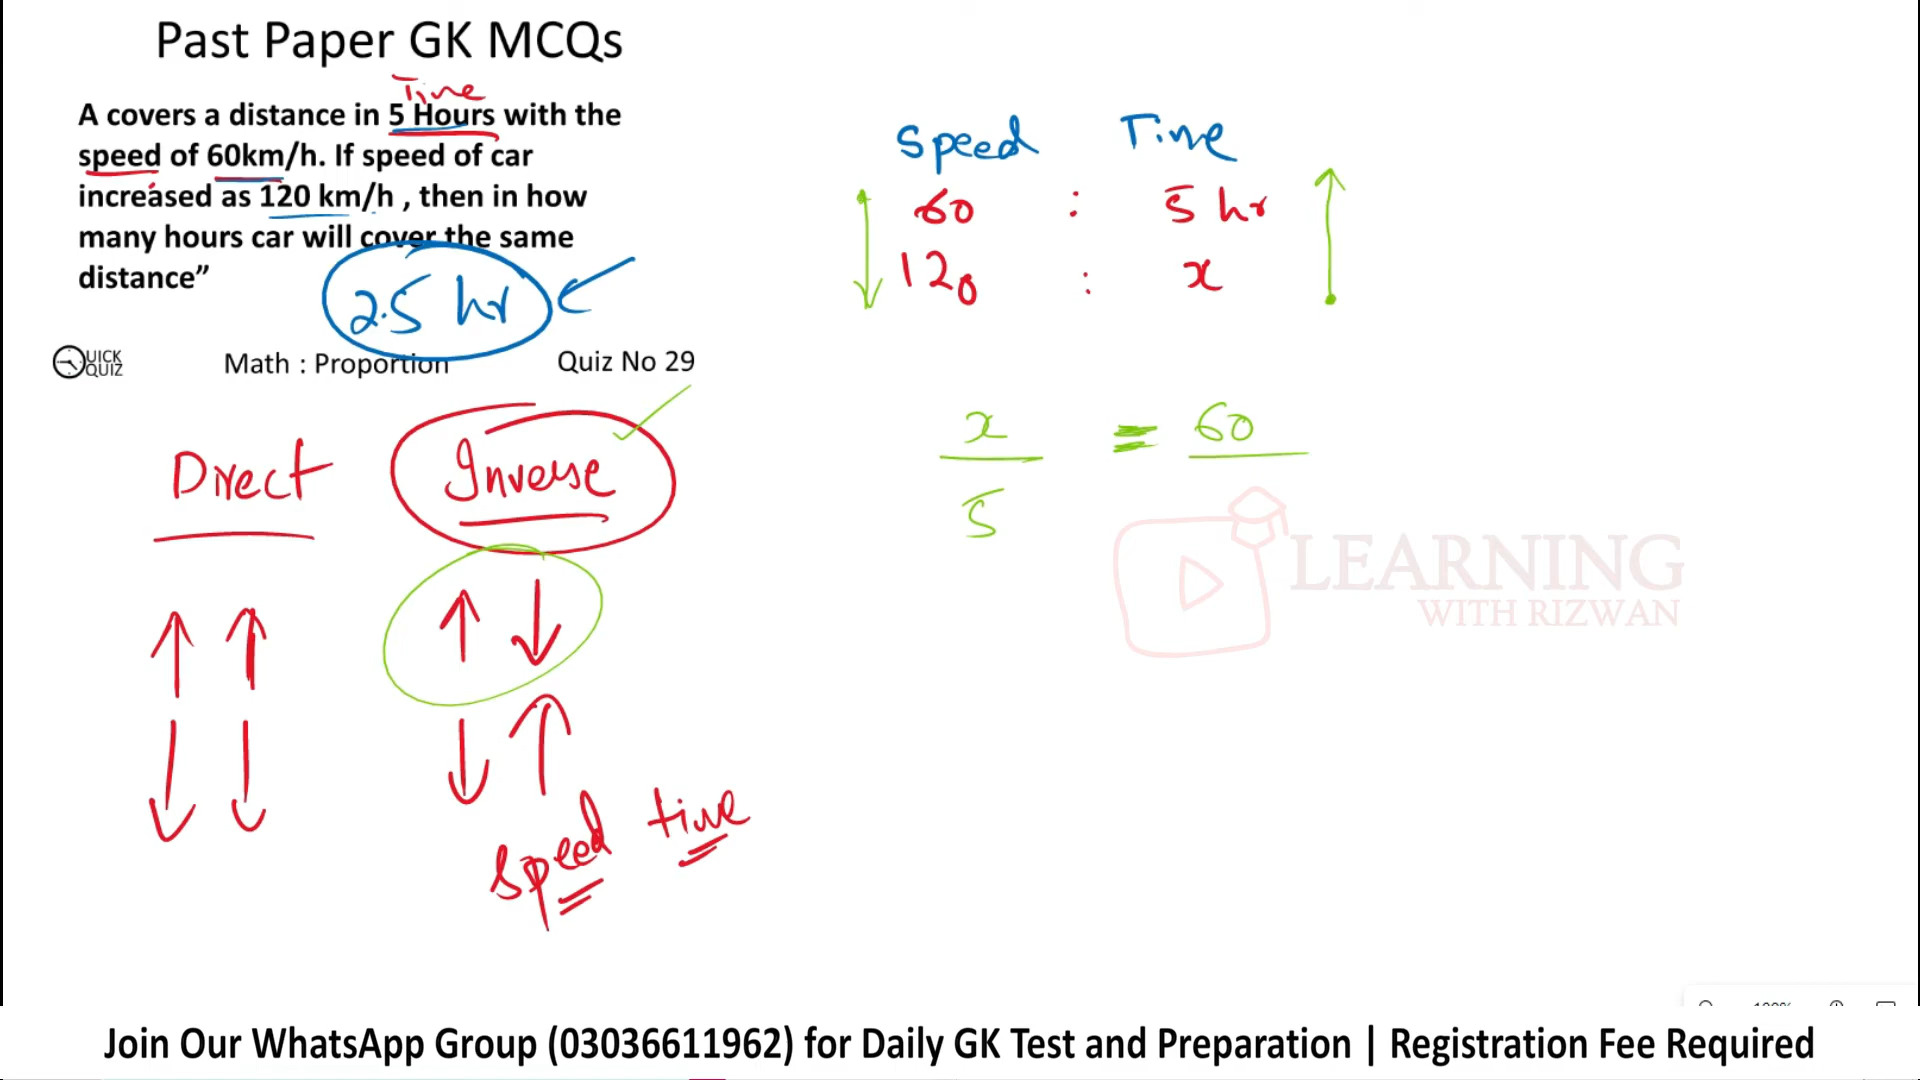 Past Paper GK MCQs
Time
A covers a distance in 5 Hours with the
speed of 60km/h. If speed of car
increased as 120 km/h , then in how
many hours car will cover the same
distance”
2.5 hr
QUICK
QUIZ
Math : Proportion
Quiz No 29
Direct
Inverse
speed time
Speed Time
60 : 5 hr
120 : x
x = 60
5
LEARNING
WITH RIZWAN
Join Our WhatsApp Group (03036611962) for Daily GK Test and Preparation | Registration Fee Required